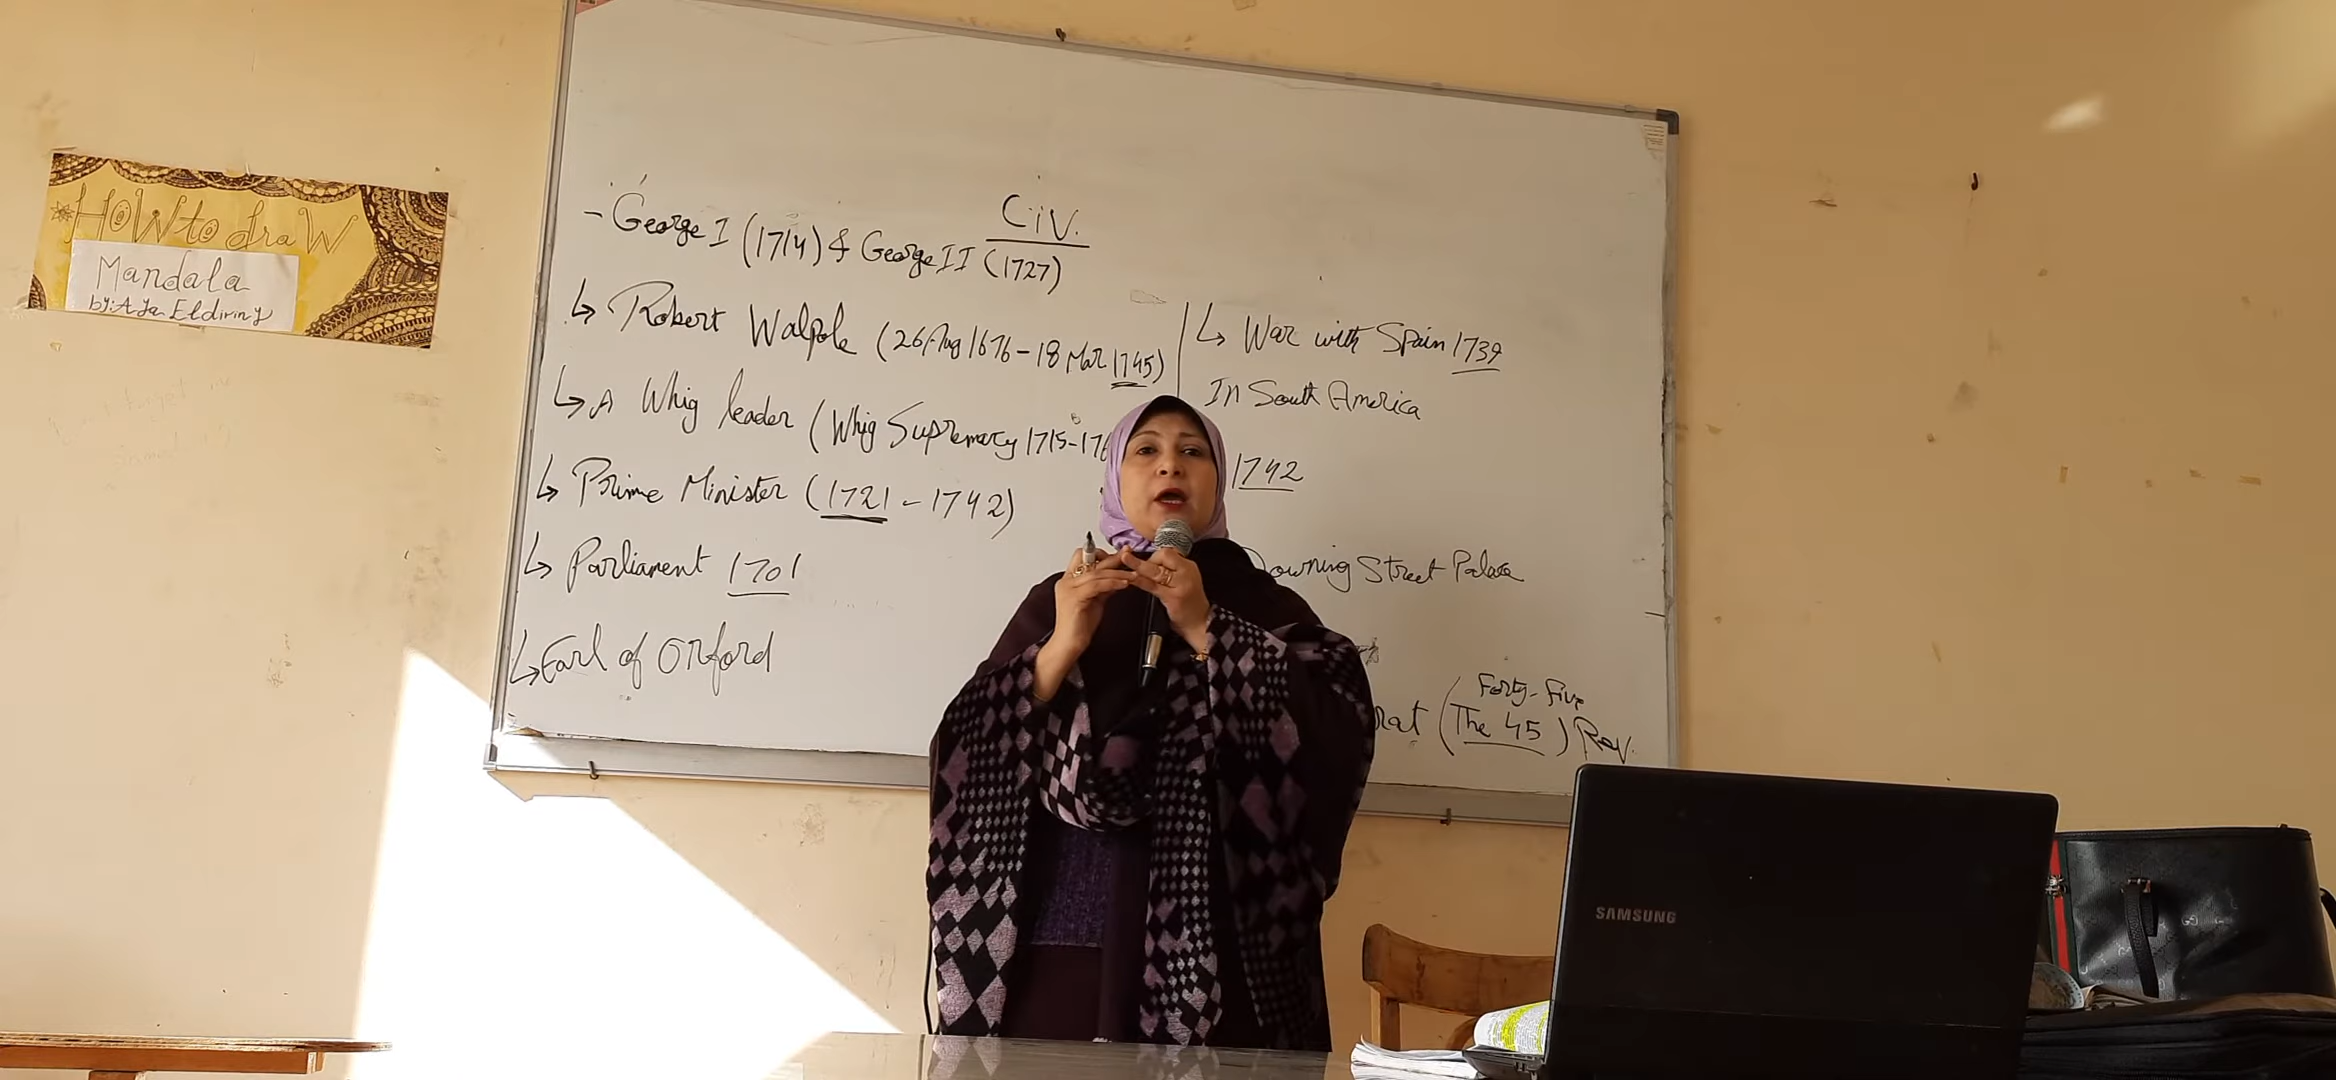 HOW to draW
Mandala
by: Aya Eldiriny
CiV.
- George I (1714) & George II (1727)
↳ Robert Walpole (26 Aug 1676 - 18 Mar 1745)
↳ A Whig leader (Whig Supremacy 1715-176
↳ Prime Minister (1721 - 1742)
↳ Parliament 1701
↳ Earl of Orford
↳ War with Spain 1739
In South America
1742
Downing Street Palace
Forty-five
(The 45) Rev.
SAMSUNG